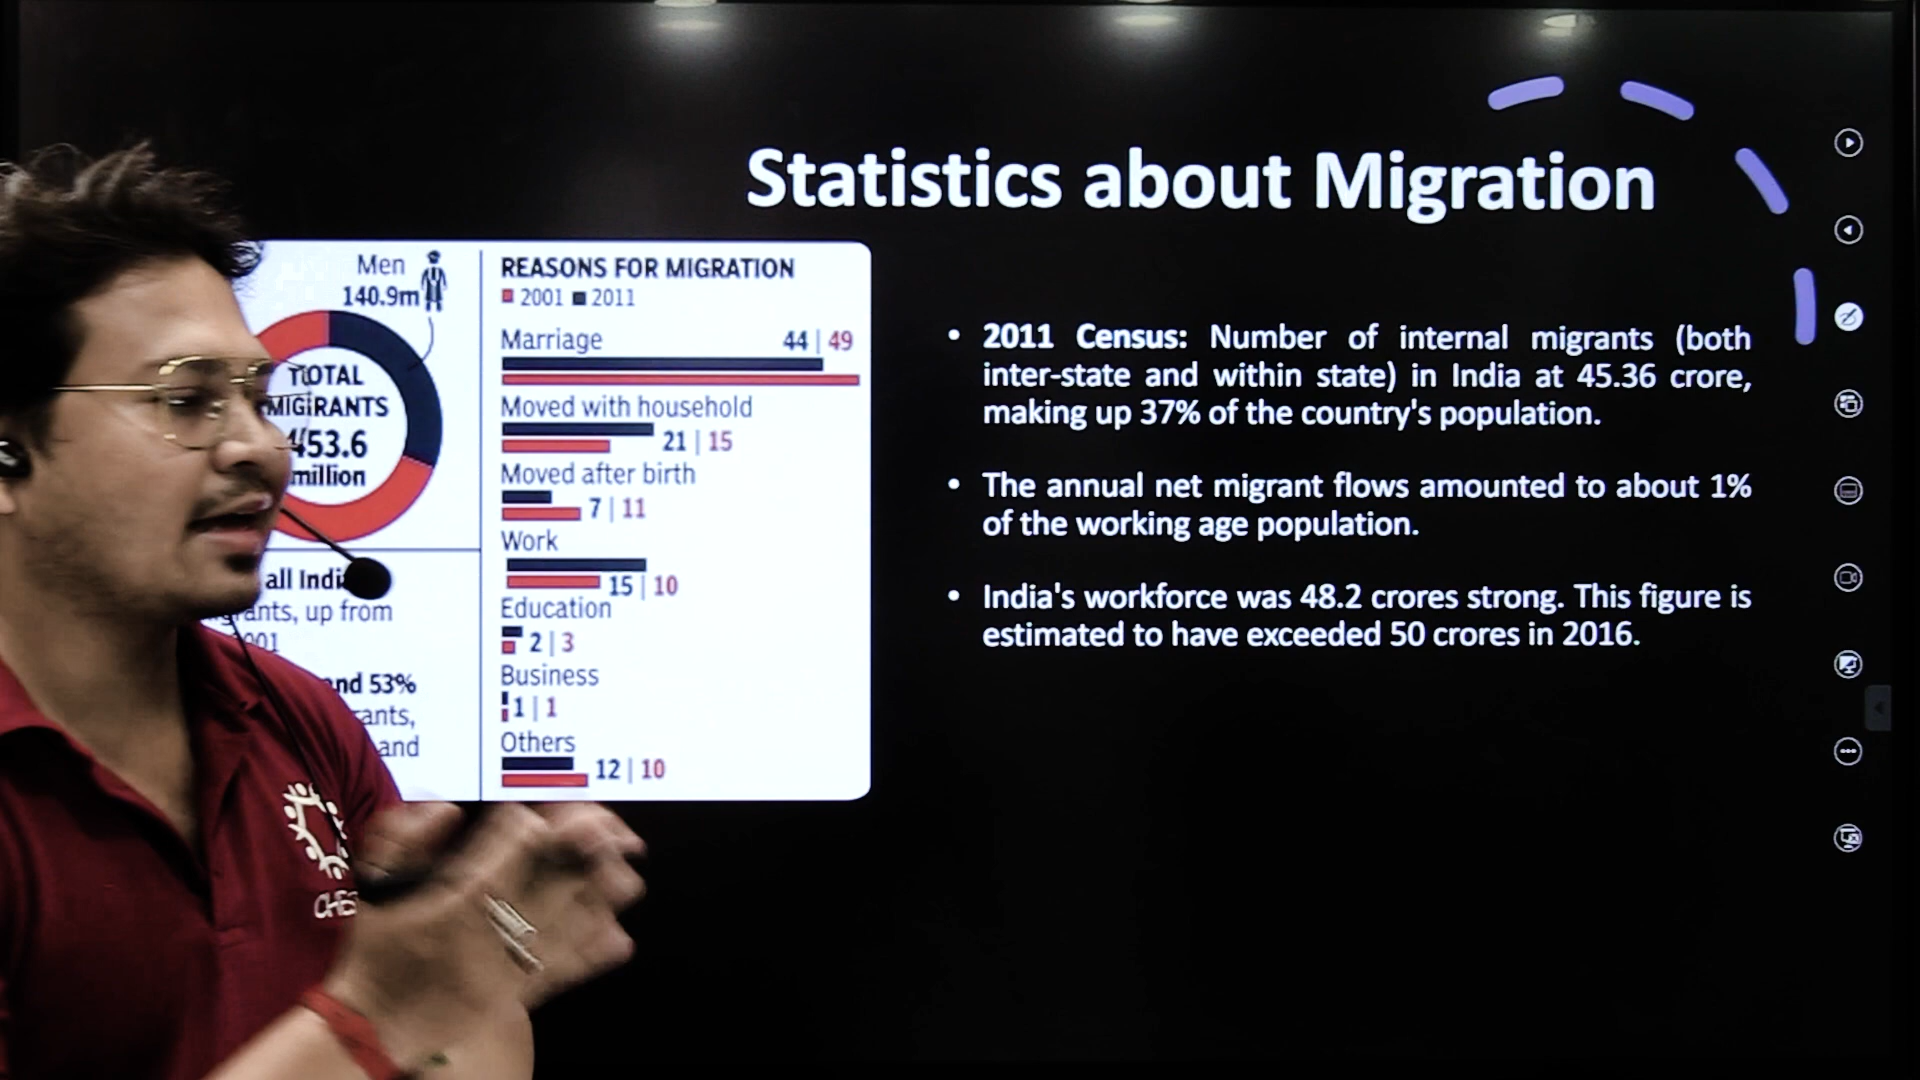 Statistics about Migration
Men
140.9m
TOTAL
MIGRANTS
453.6
million
all Indi
rants, up from
001
and 53%
rants,
and
REASONS FOR MIGRATION
2001 2011
Marriage 44 | 49
Moved with household
21 | 15
Moved after birth
7 | 11
Work
15 | 10
Education
2 | 3
Business
1 | 1
Others
12 | 10
• 2011 Census: Number of internal migrants (both
inter-state and within state) in India at 45.36 crore,
making up 37% of the country's population.
• The annual net migrant flows amounted to about 1%
of the working age population.
• India's workforce was 48.2 crores strong. This figure is
estimated to have exceeded 50 crores in 2016.